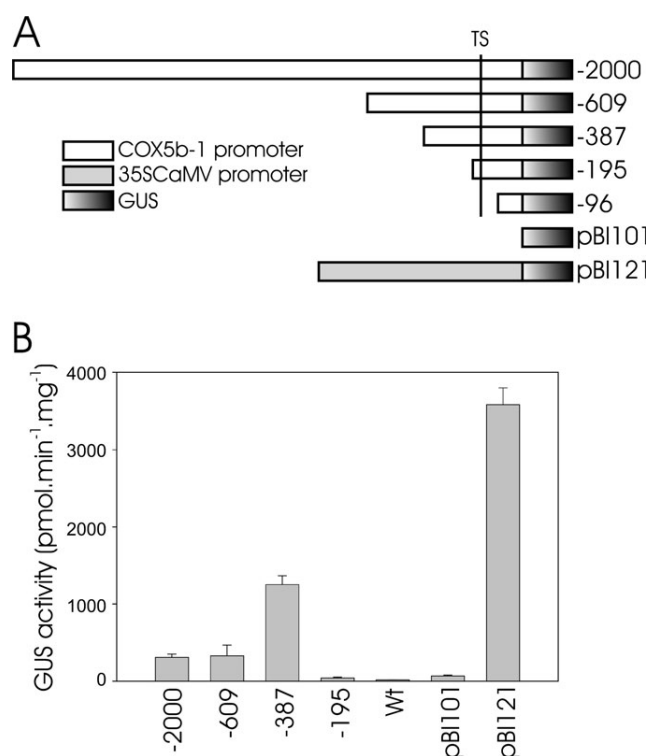 A
TS
-2000
-609
-387
COX5b-1 promoter
35SCaMV promoter
-195
GUS
-96
pBI101
pBI121
B
GUS activity (pmol.min-1.mg-1)
4000
3000
2000
1000
0
-2000
-609
-387
-195
Wt
pBI101
pBI121